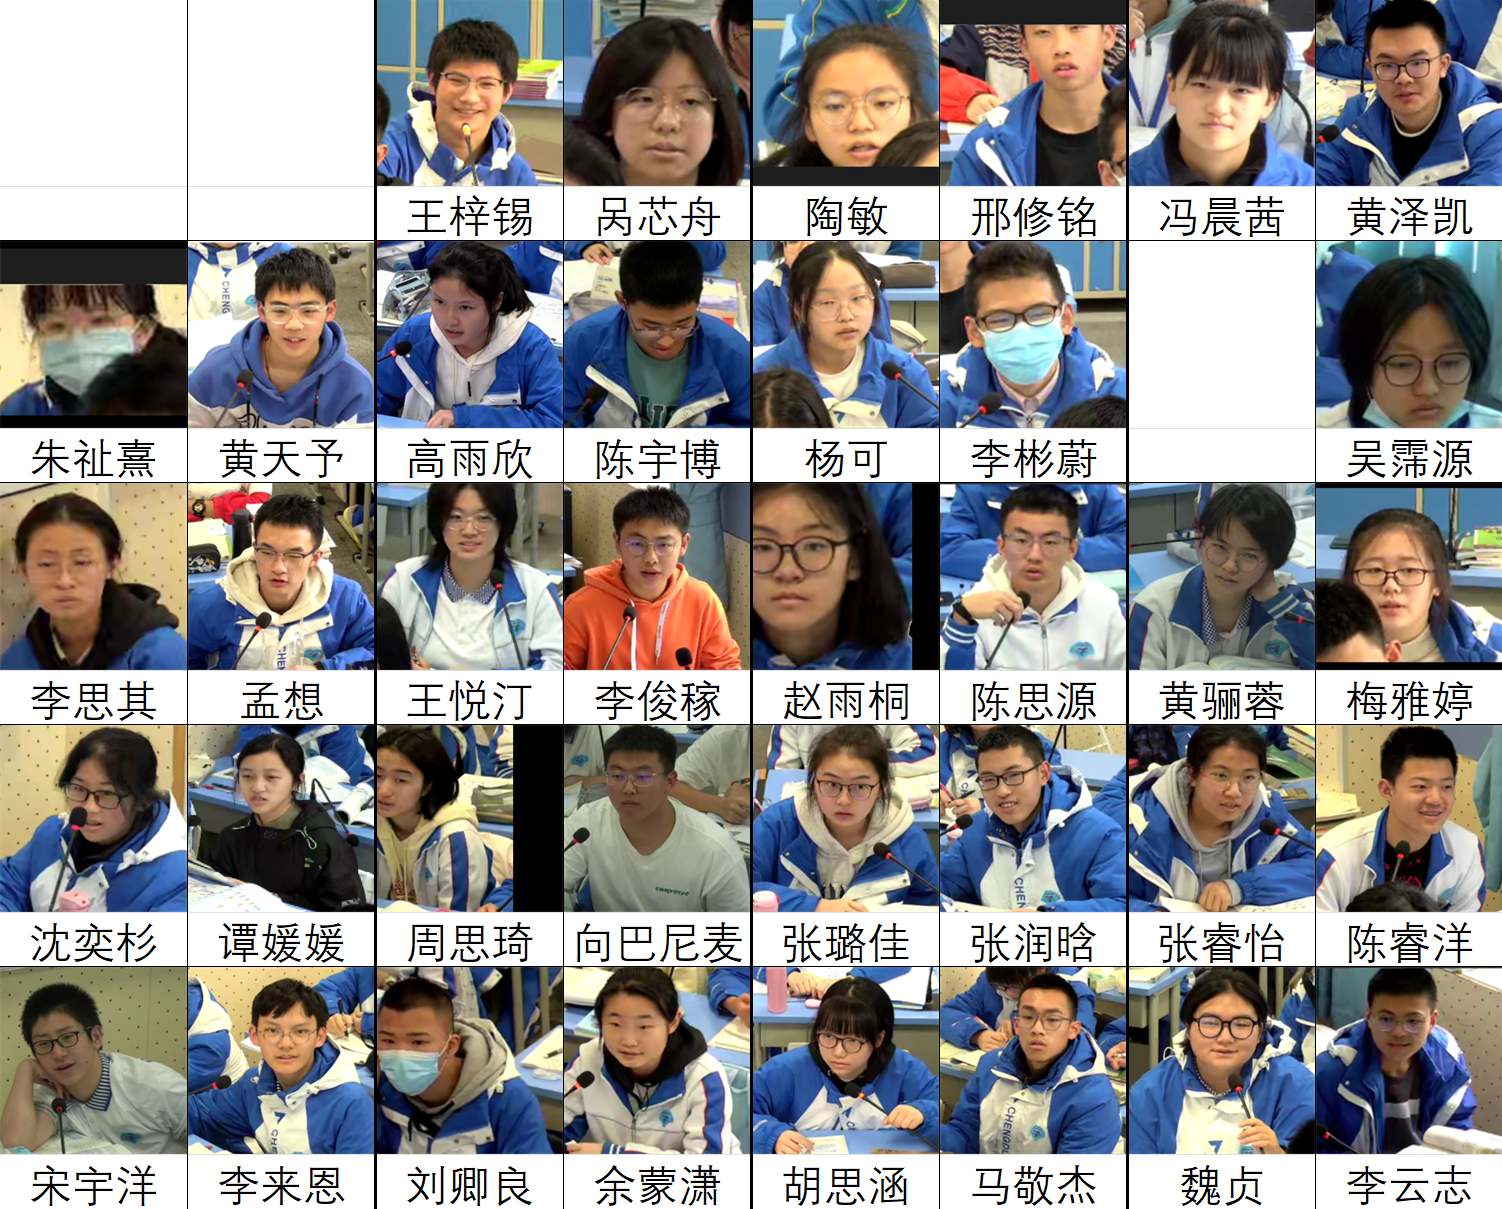 王梓锡 呂芯舟 陶敏 邢修铭 冯晨茜 黄泽凯
朱祉熹 黄天予 高雨欣 陈宇博 杨可 李彬蔚 吴霈源
李思其 孟想 王悦汀 李俊稼 赵雨桐 陈思源 黄骊蓉 梅雅婷
沈奕杉 谭媛媛 周思琦 向巴尼麦 张璐佳 张润晗 张睿怡 陈睿洋
宋宇洋 李来恩 刘卿良 余蒙潇 胡思涵 马敬杰 魏贞 李云志